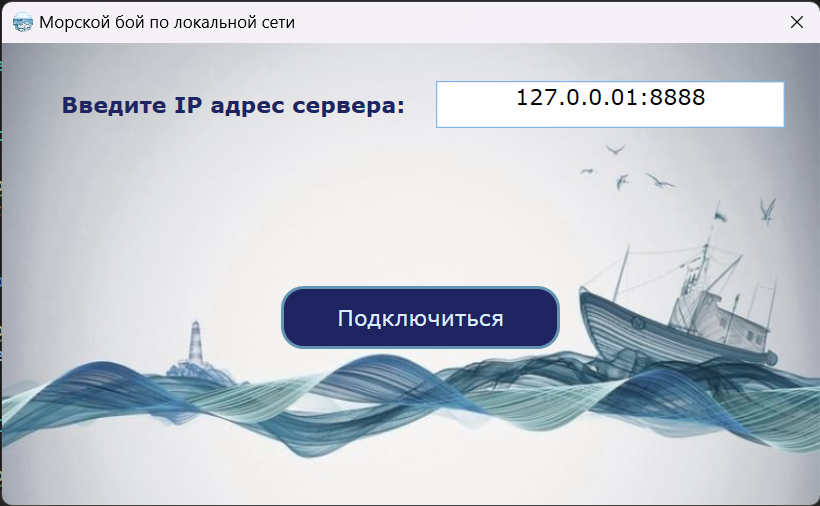 Морской бой по локальной сети
Введите IP адрес сервера:
127.0.0.01:8888
Подключиться